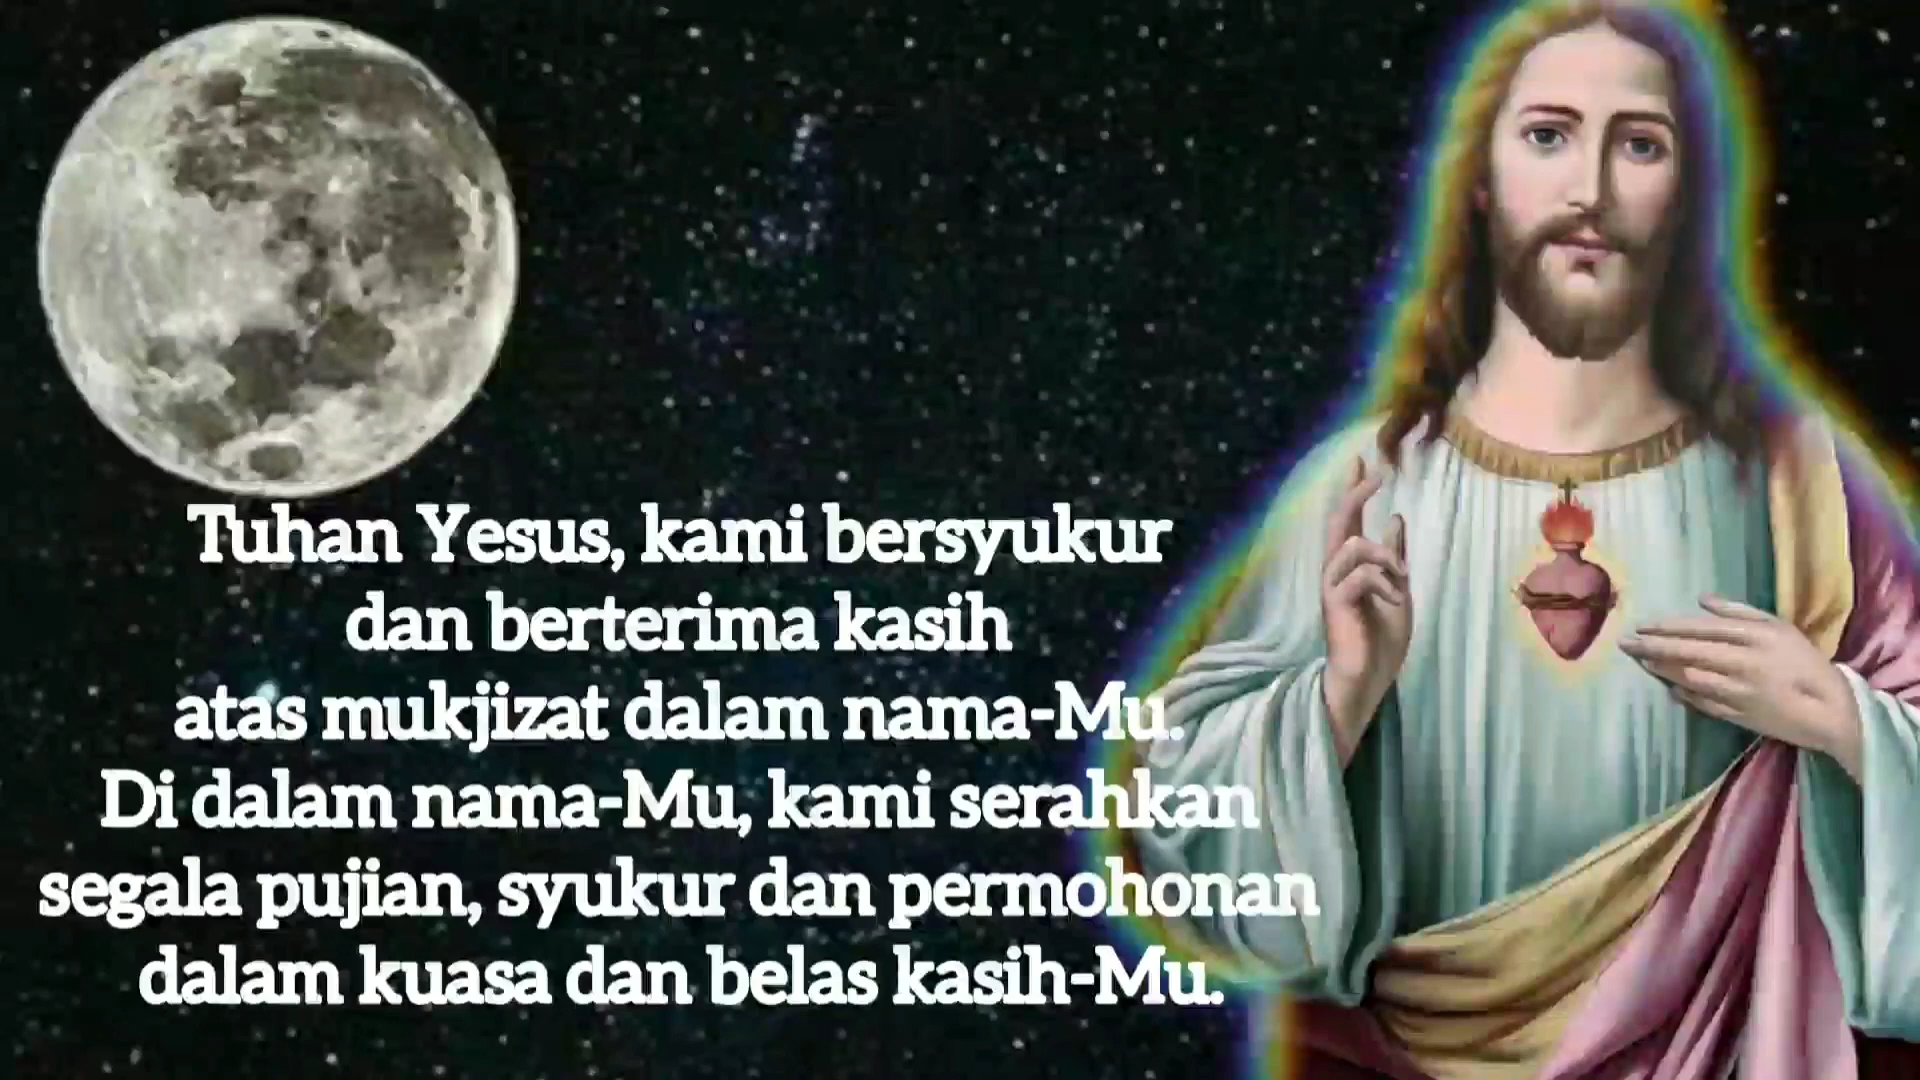 Tuhan Yesus, kami bersyukur
dan berterima kasih
atas mukjizat dalam nama-Mu.
Di dalam nama-Mu, kami serahkan
segala pujian, syukur dan permohonan
dalam kuasa dan belas kasih-Mu.